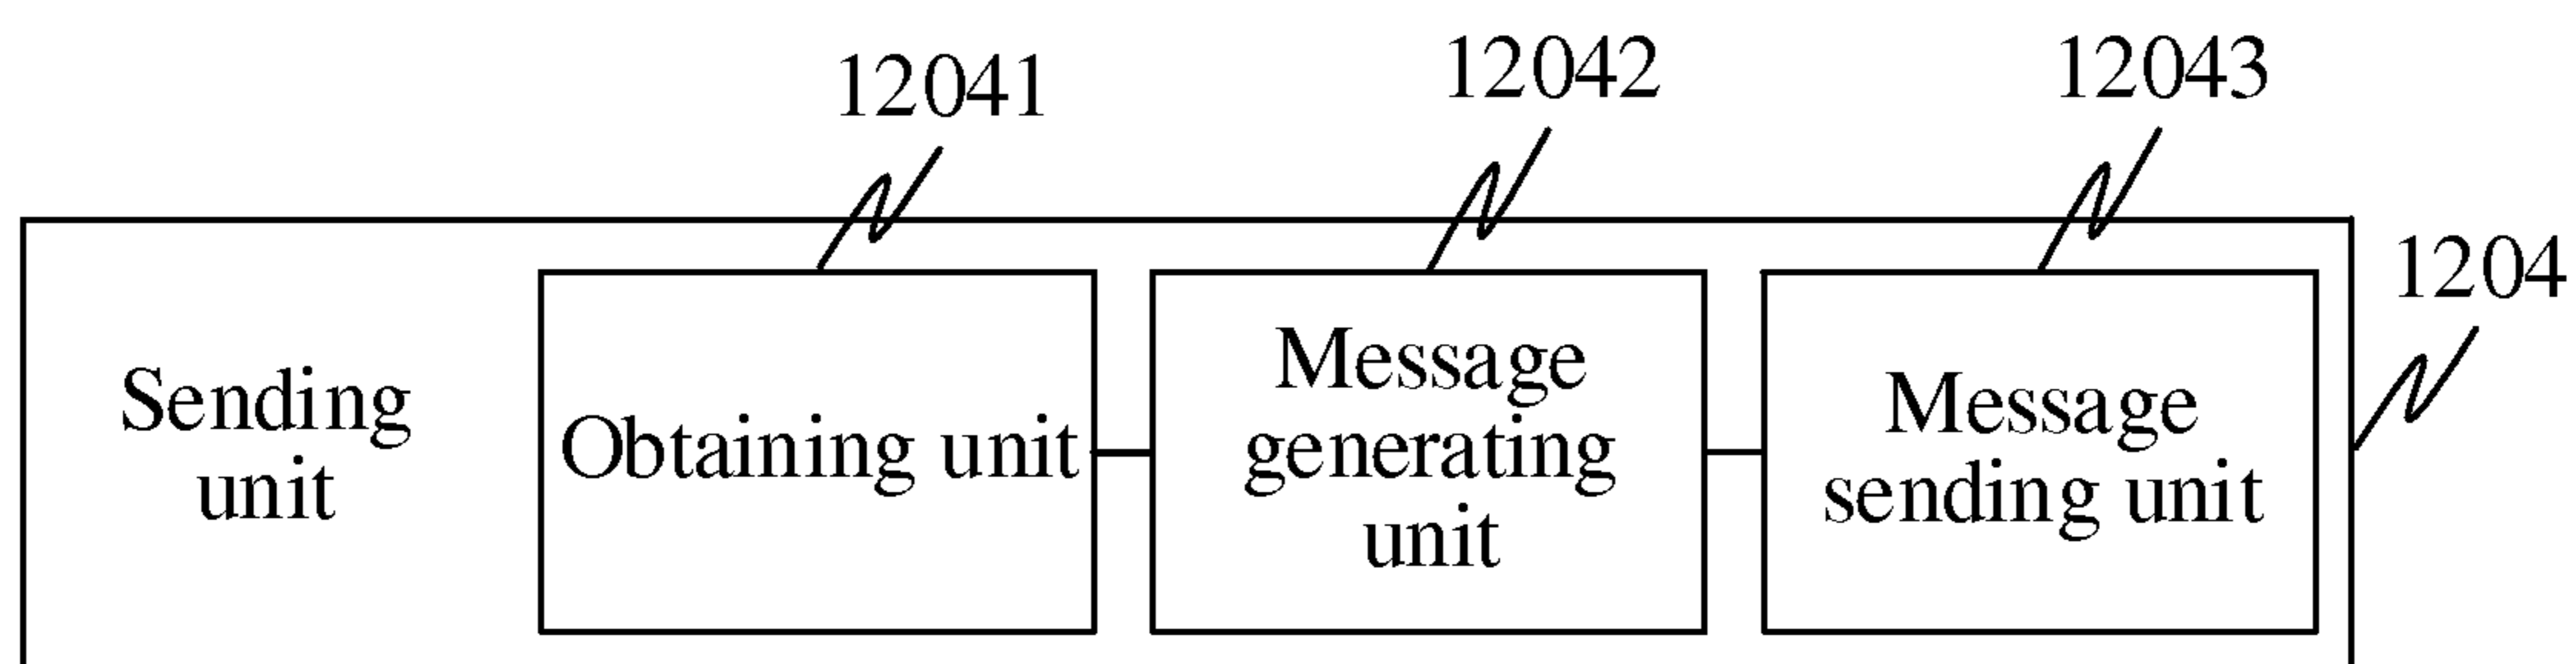 12041
12042
12043
1204
Sending
unit
Obtaining unit
Message
generating
unit
Message
sending unit